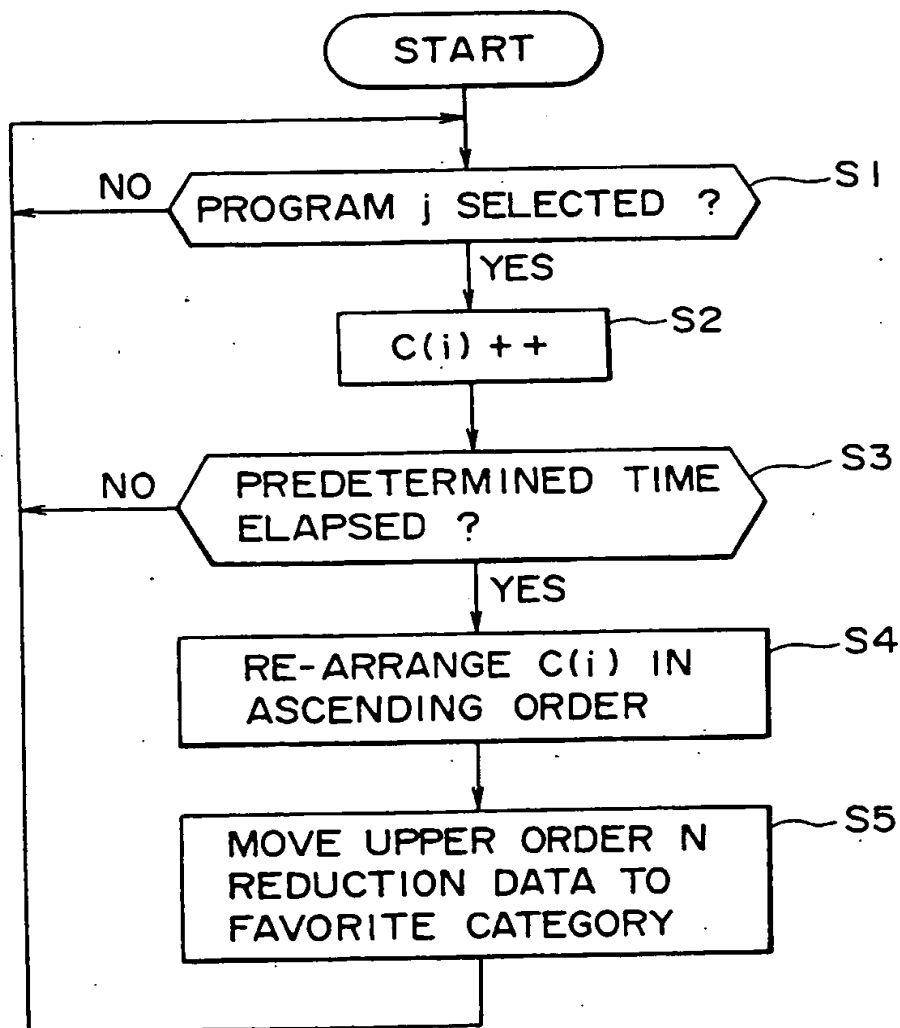 START
NO
PROGRAM j SELECTED ?
S1
YES
C(i) ++
S2
NO
PREDETERMINED TIME
ELAPSED ?
S3
YES
RE-ARRANGE C(i) IN
ASCENDING ORDER
S4
MOVE UPPER ORDER N
REDUCTION DATA TO
FAVORITE CATEGORY
S5